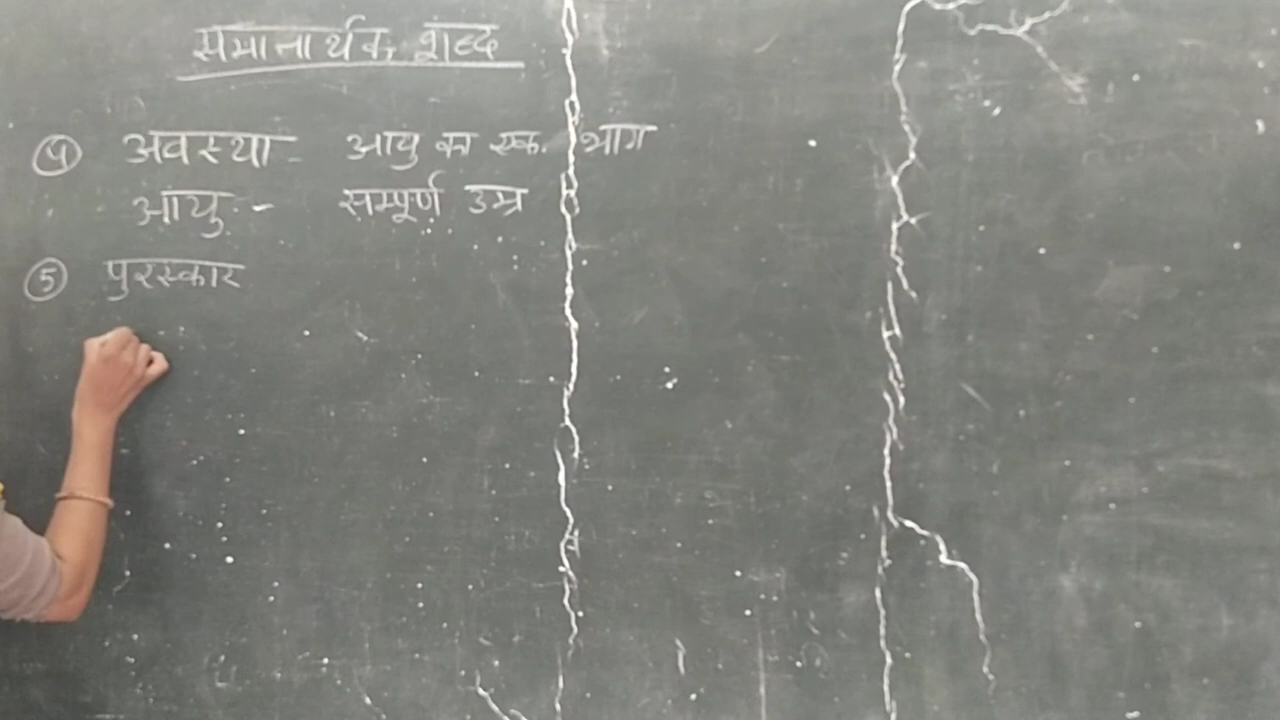 समानार्थक शब्द
④ अवस्था - आयु का एक भाग
आयु :- सम्पूर्ण उम्र
⑤ पुरस्कार